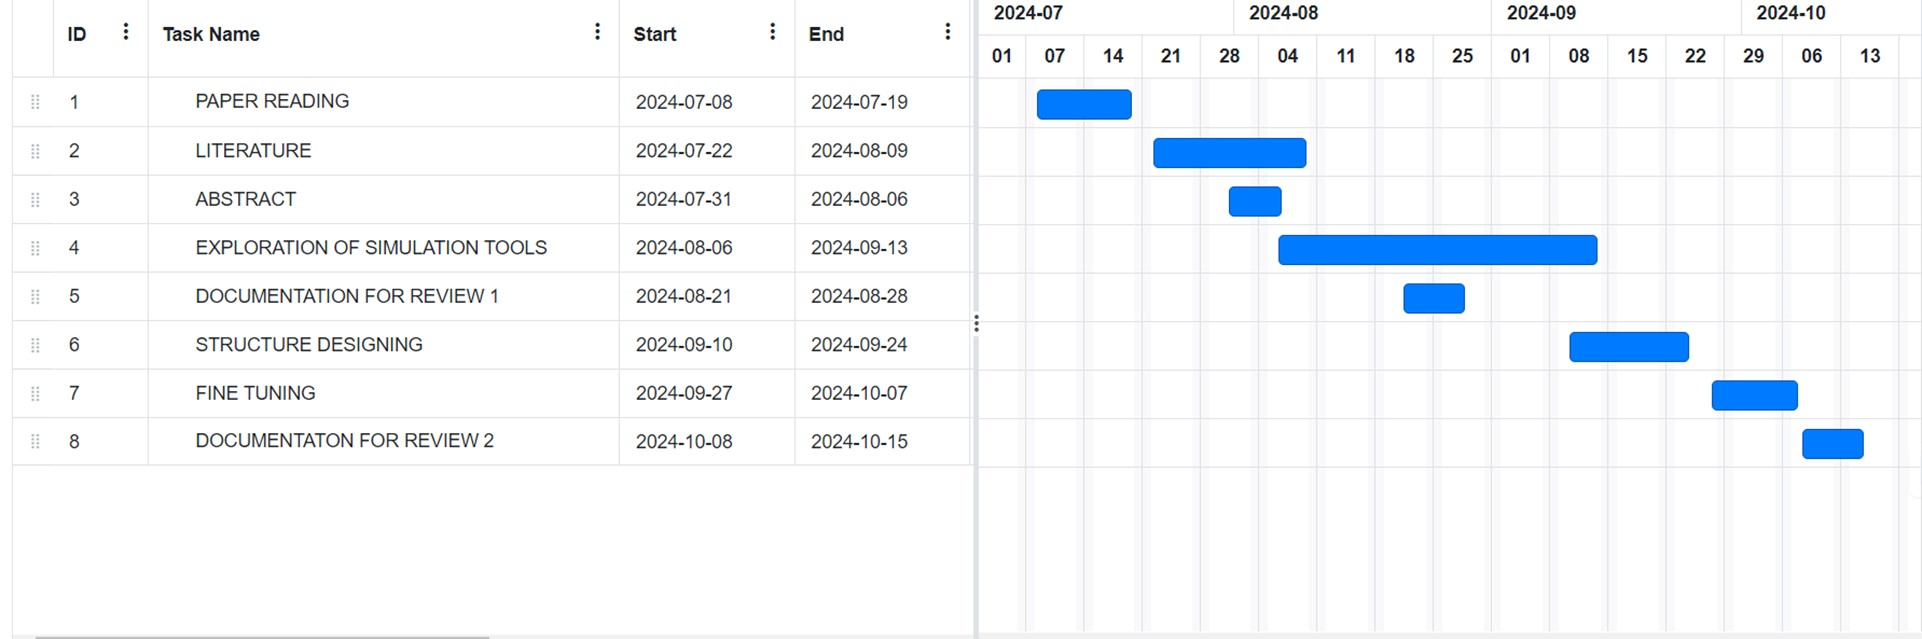 2024-07 2024-08 2024-09 2024-10
ID Task Name Start End
01 07 14 21 28 04 11 18 25 01 08 15 22 29 06 13
1 PAPER READING 2024-07-08 2024-07-19
2 LITERATURE 2024-07-22 2024-08-09
3 ABSTRACT 2024-07-31 2024-08-06
4 EXPLORATION OF SIMULATION TOOLS 2024-08-06 2024-09-13
5 DOCUMENTATION FOR REVIEW 1 2024-08-21 2024-08-28
6 STRUCTURE DESIGNING 2024-09-10 2024-09-24
7 FINE TUNING 2024-09-27 2024-10-07
8 DOCUMENTATON FOR REVIEW 2 2024-10-08 2024-10-15